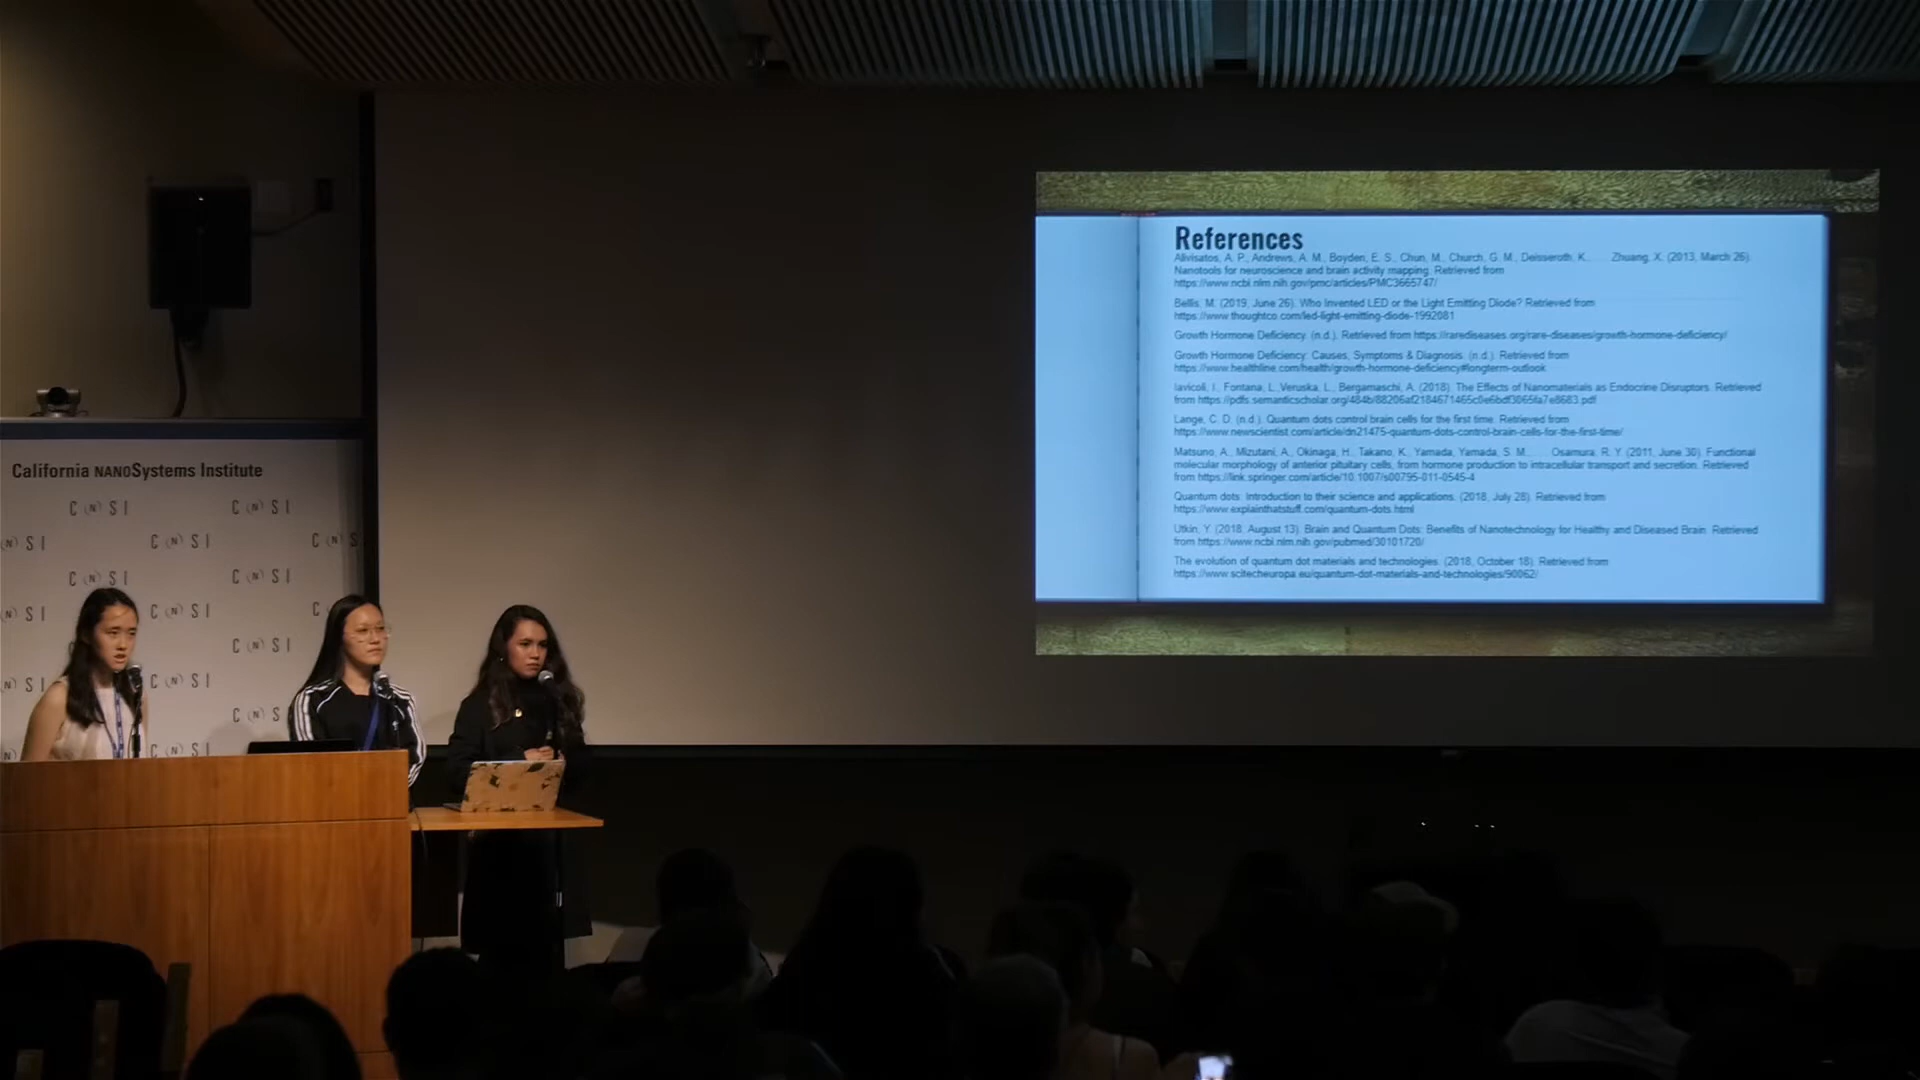 References
Alivisatos, A. P., Andrews, A. M., Boyden, E. S., Chun, M., Church, G. M., Deisseroth, K., ... Zhuang, X. (2013, March 26).
Nanotools for neuroscience and brain activity mapping. Retrieved from
https://www.ncbi.nlm.nih.gov/pmc/articles/PMC3665747/
Bellis, M. (2019, June 26). Who Invented LED or the Light Emitting Diode? Retrieved from
https://www.thoughtco.com/led-light-emitting-diode-1992081
Growth Hormone Deficiency. (n.d.). Retrieved from https://rarediseases.org/rare-diseases/growth-hormone-deficiency/
Growth Hormone Deficiency: Causes, Symptoms & Diagnosis. (n.d.). Retrieved from
https://www.healthline.com/health/growth-hormone-deficiency#longterm-outlook
Iavicoli, I., Fontana, L, Veruska, L., Bergamaschi, A. (2018). The Effects of Nanomaterials as Endocrine Disruptors. Retrieved
from
Lange, C. D. (n.d.). Quantum dots control brain cells for the first time. Retrieved from
https://www.newscientist.com/article/dn21475-quantum-dots-control-brain-cells-for-the-first-time/
Matsuno, A., Mizutani, A., Okinaga, H., Takano, K., Yamada, Yamada, S. M., ... Osamura, R. Y. (2011, June 30). Functional
molecular morphology of anterior pituitary cells, from hormone production to intracellular transport and secretion. Retrieved
from https://link.springer.com/article/10.1007/s00795-011-0545-4
Quantum dots: Introduction to their science and applications. (2018, July 28). Retrieved from
https://www.explainthatstuff.com/quantum-dots.html
Utkin, Y. (2018, August 13). Brain and Quantum Dots: Benefits of Nanotechnology for Healthy and Diseased Brain. Retrieved
from https://www.ncbi.nlm.nih.gov/pubmed/30101720/
The evolution of quantum dot materials and technologies. (2018, October 18). Retrieved from
https://www.scitecheuropa.eu/quantum-dot-materials-and-technologies/90062/
California NANOSystems Institute
C (N) S I C (N) S I
(N) S I C (N) S I C (N) S
C (N) S I C (N) S I
(N) S I C (N) S I C
C (N) S I
(N) S I C (N) S I
C (N) S
C (N) S I